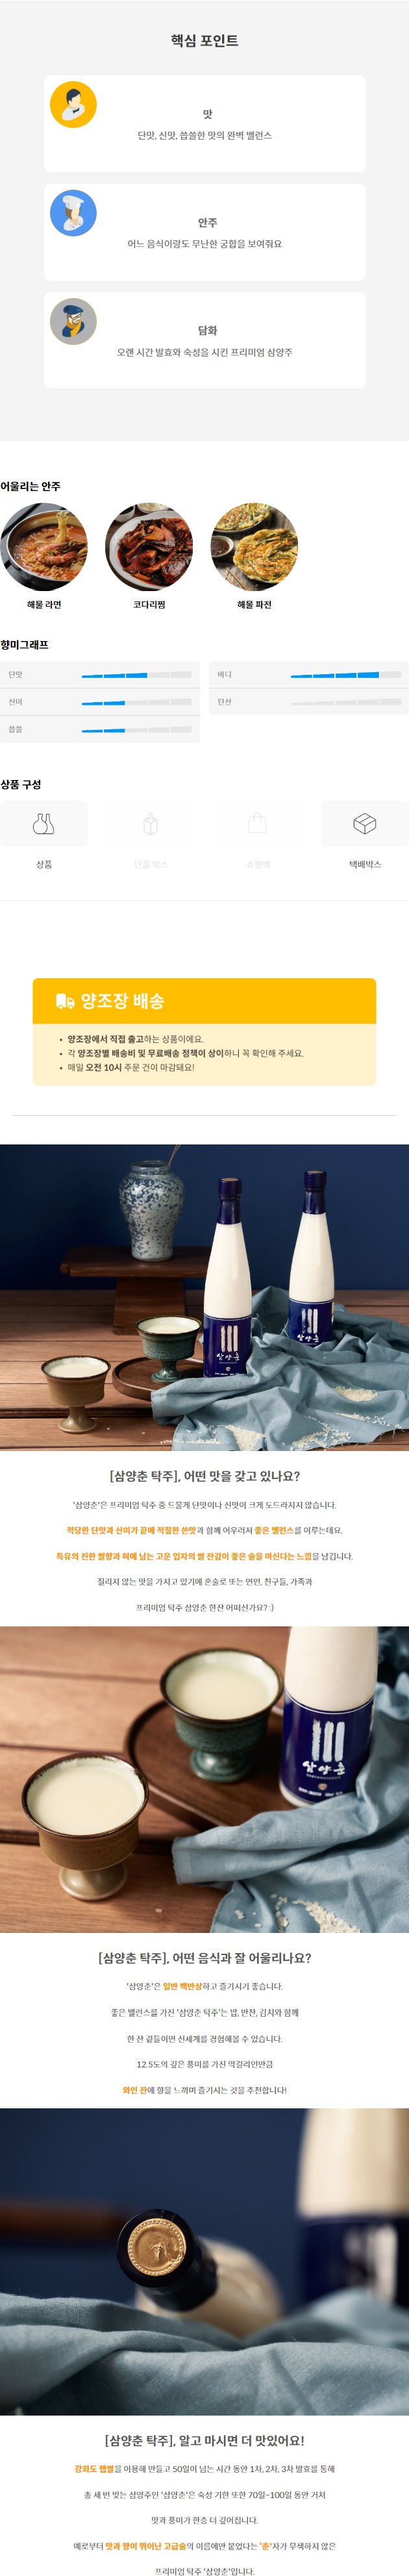 핵심 포인트
맛
단맛, 신맛, 씁쓸한 맛의 완벽 밸런스
안주
어느 음식이랑도 무난한 궁합을 보여줘요
담화
오랜 시간 발효와 숙성을 시킨 프리미엄 삼양주
어울리는 안주
해물 라면
코다리찜
해물 파전
향미그래프
단맛
바디
산미
탄산
씁쓸
상품 구성
상품
단품 박스
쇼핑백
택배박스
양조장 배송
• 양조장에서 직접 출고하는 상품이에요.
• 각 양조장별 배송비 및 무료배송 정책이 상이하니 꼭 확인해 주세요.
• 매일 오전 10시 주문 건이 마감돼요!
삼양춘
삼양춘
[삼양춘 탁주], 어떤 맛을 갖고 있나요?
'삼양춘'은 프리미엄 탁주 중 드물게 단맛이나 신맛이 크게 도드라지지 않습니다.
적당한 단맛과 산미가 끝에 적절한 쓴맛과 함께 어우러져 좋은 밸런스를 이루는데요.
특유의 진한 쌀향과 혀에 남는 고운 입자의 쌀 잔감이 좋은 술을 마신다는 느낌을 남깁니다.
질리지 않는 맛을 가지고 있기에 혼술로 또는 연인, 친구들, 가족과
프리미엄 탁주 삼양춘 한잔 어떠신가요? :)
삼양춘
[삼양춘 탁주], 어떤 음식과 잘 어울리나요?
'삼양춘'은 일반 백반상하고 즐기시기 좋습니다.
좋은 밸런스를 가진 '삼양춘 탁주'는 밥, 반찬, 김치와 함께
한 잔 곁들이면 신세계를 경험해볼 수 있습니다.
12.5도의 깊은 풍미를 가진 막걸리인만큼
와인 잔에 향을 느끼며 즐기시는 것을 추천합니다!
[삼양춘 탁주], 알고 마시면 더 맛있어요!
강화도 햅쌀을 이용해 만들고 50일이 넘는 시간 동안 1차, 2차, 3차 발효를 통해
총 세 번 빚는 삼양주인 '삼양춘'은 숙성 기한 또한 70일~100일 동안 거쳐
맛과 풍미가 한층 더 깊어집니다.
예로부터 맛과 향이 뛰어난 고급술의 이름에만 붙었다는 '춘'자가 무색하지 않은
프리미엄 탁주 '삼양춘'입니다.